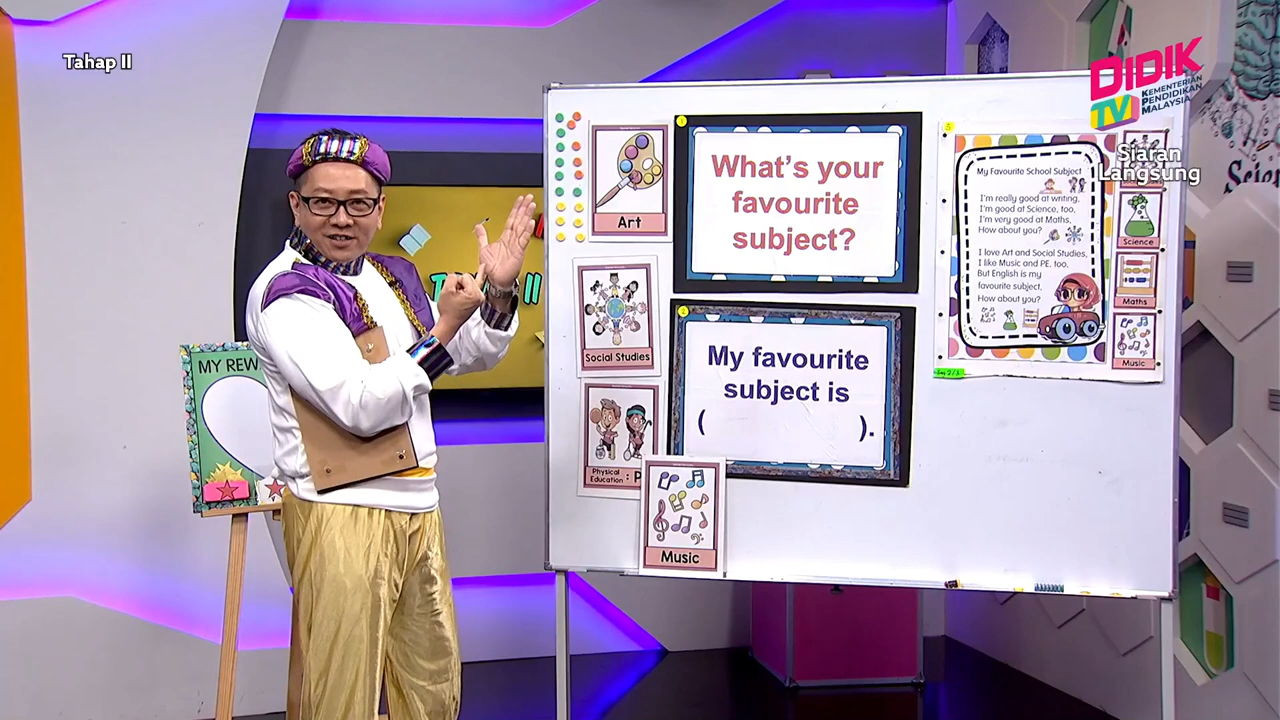 Tahap II
DIDIK
TV
KEMENTERIAN
PENDIDIKAN
MALAYSIA
Siaran
Langsung
MY REW
Art
Social Studies
Physical
Education : P
Music
1
What's your
favourite
subject?
2
My favourite
subject is
( ).
My Favourite School Subject
I'm really good at writing,
I'm good at Science, too,
I'm very good at Maths,
How about you?
I love Art and Social Studies,
I like Music and PE, too,
But English is my
favourite subject,
How about you?
Science
Maths
Music